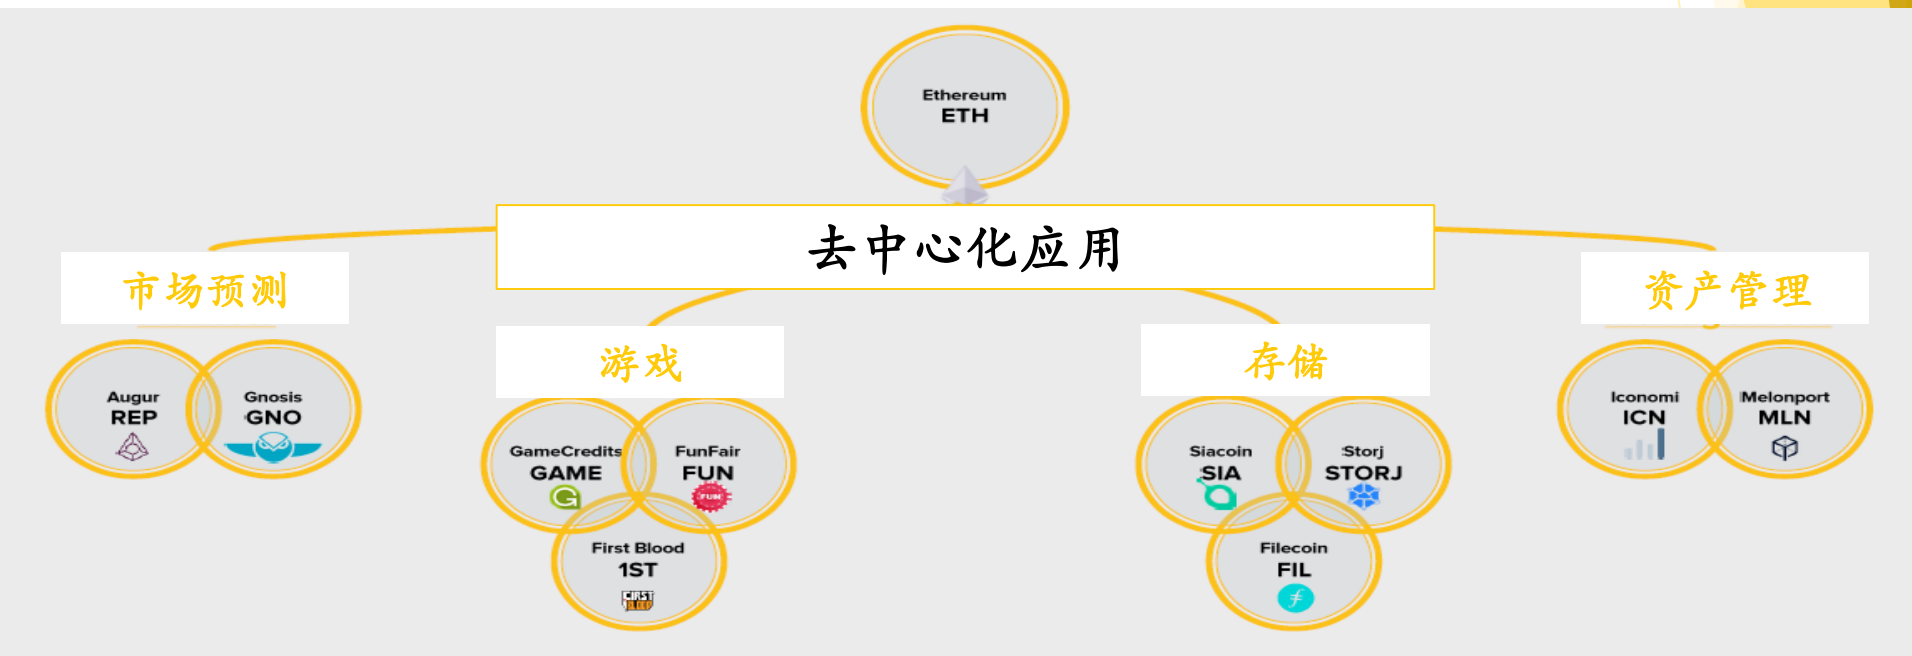 Ethereum
ETH
去中心化应用
市场预测
Augur
REP
Gnosis
GNO
游戏
GameCredits
GAME
FunFair
FUN
FUN
First Blood
1ST
存储
Siacoin
SIA
Storj
STORJ
Filecoin
FIL
资产管理
Iconomi
ICN
Melonport
MLN